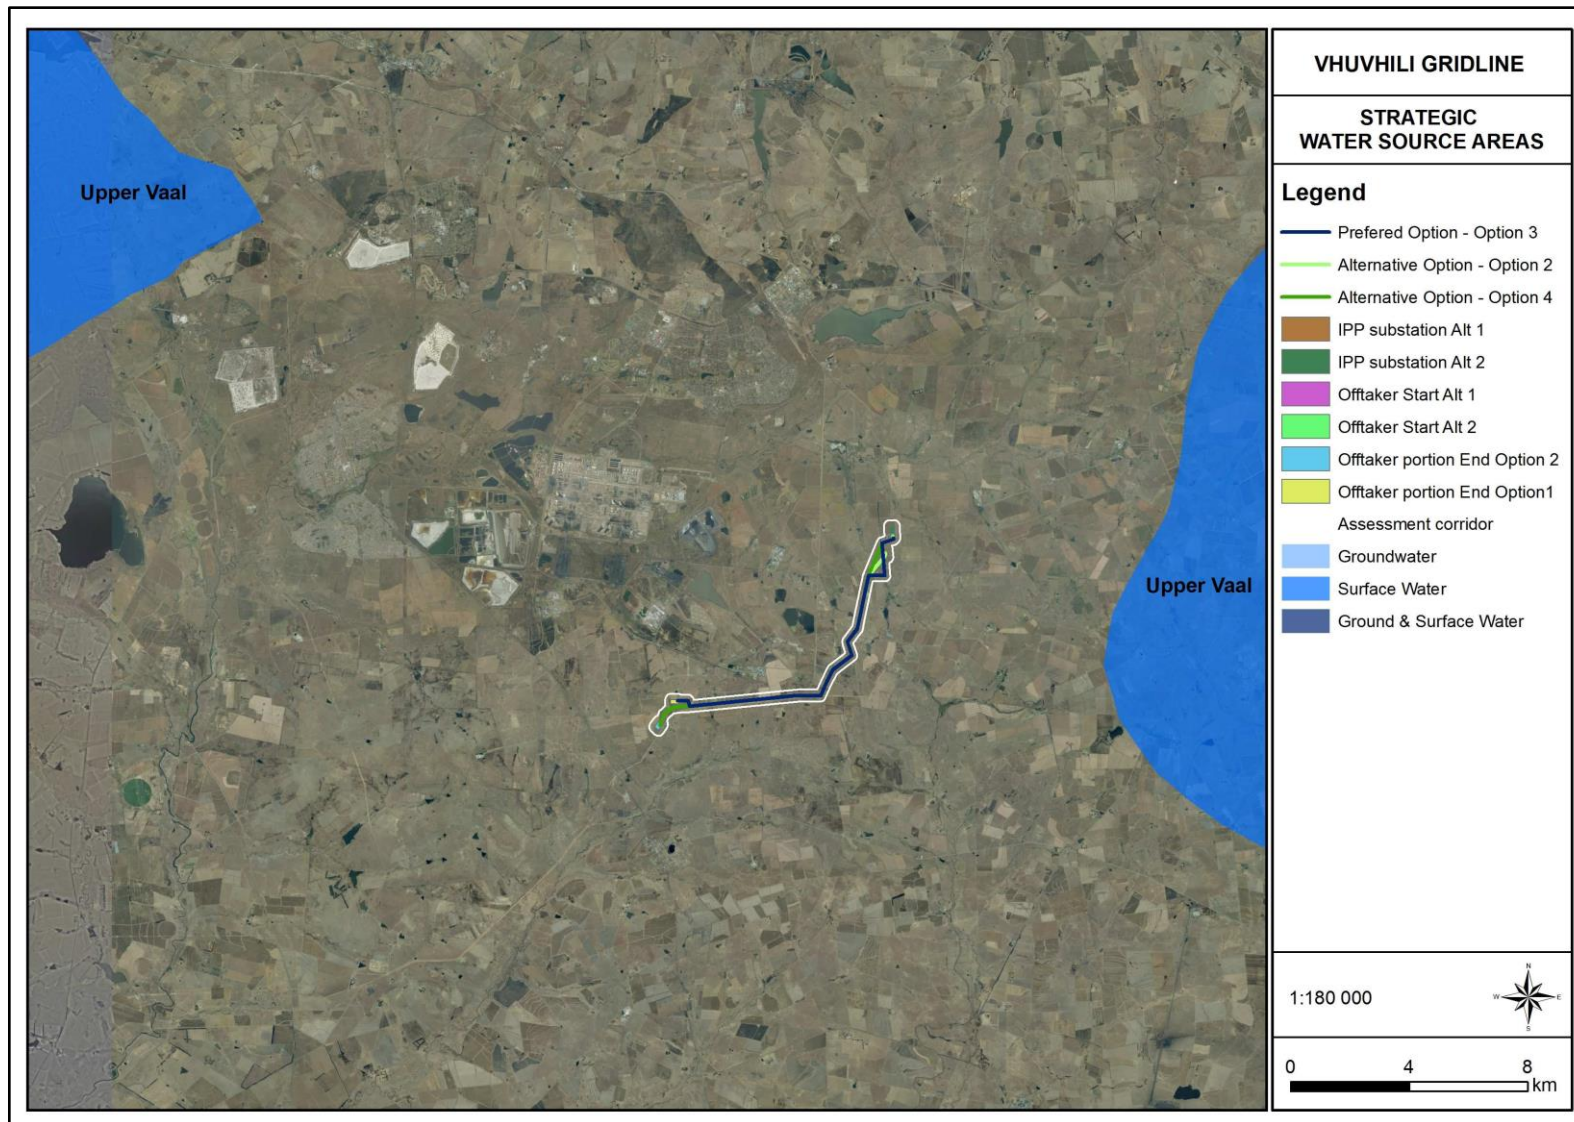 VHUVHILI GRIDLINE
STRATEGIC
WATER SOURCE AREAS
Legend
Prefered Option - Option 3
Alternative Option - Option 2
Alternative Option - Option 4
IPP substation Alt 1
IPP substation Alt 2
Offtaker Start Alt 1
Offtaker Start Alt 2
Offtaker portion End Option 2
Offtaker portion End Option1
Assessment corridor
Groundwater
Surface Water
Ground & Surface Water
1:180 000
N
W E
S
0 4 8
km
Upper Vaal
Upper Vaal